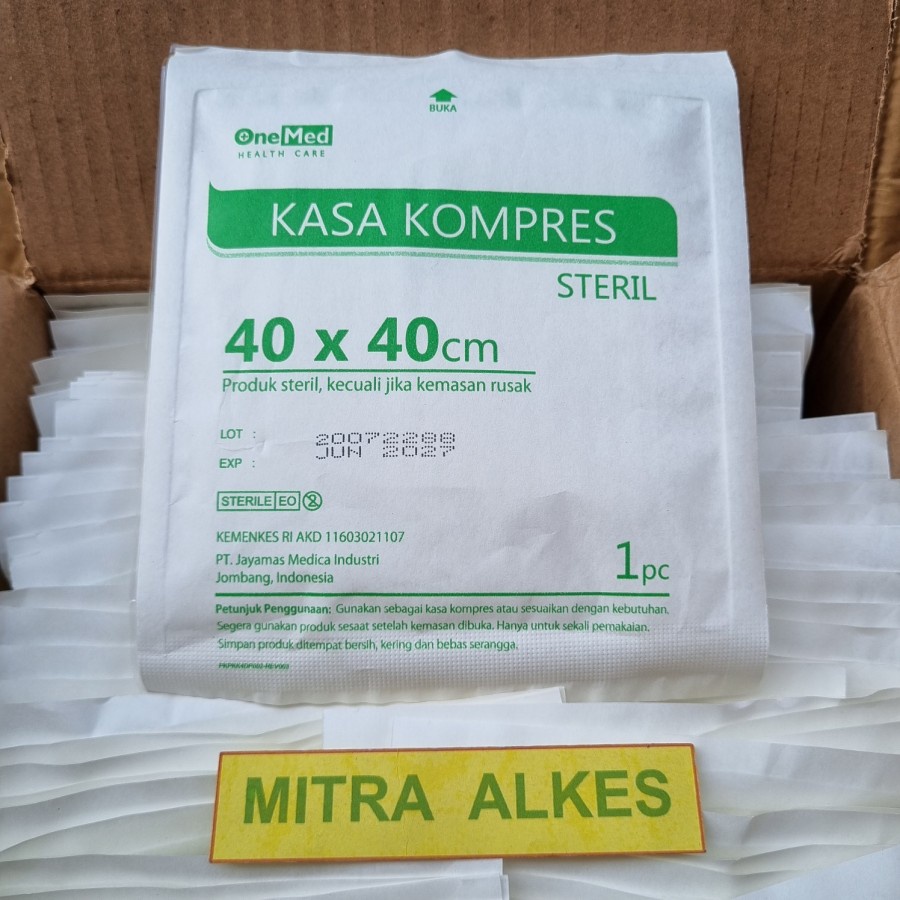 BUKA
OneMed
HEALTH CARE
KASA KOMPRES
STERIL
40 x 40cm
Produk steril, kecuali jika kemasan rusak
LOT : 20072288
EXP : JUN 2027
STERILE EO 2
KEMENKES RI AKD 11603021107
PT. Jayamas Medica Industri
Jombang, Indonesia
1pc
Petunjuk Penggunaan: Gunakan sebagai kasa kompres atau sesuaikan dengan kebutuhan.
Segera gunakan produk sesaat setelah kemasan dibuka. Hanya untuk sekali pemakaian.
Simpan produk ditempat bersih, kering dan bebas serangga.
MITRA ALKES